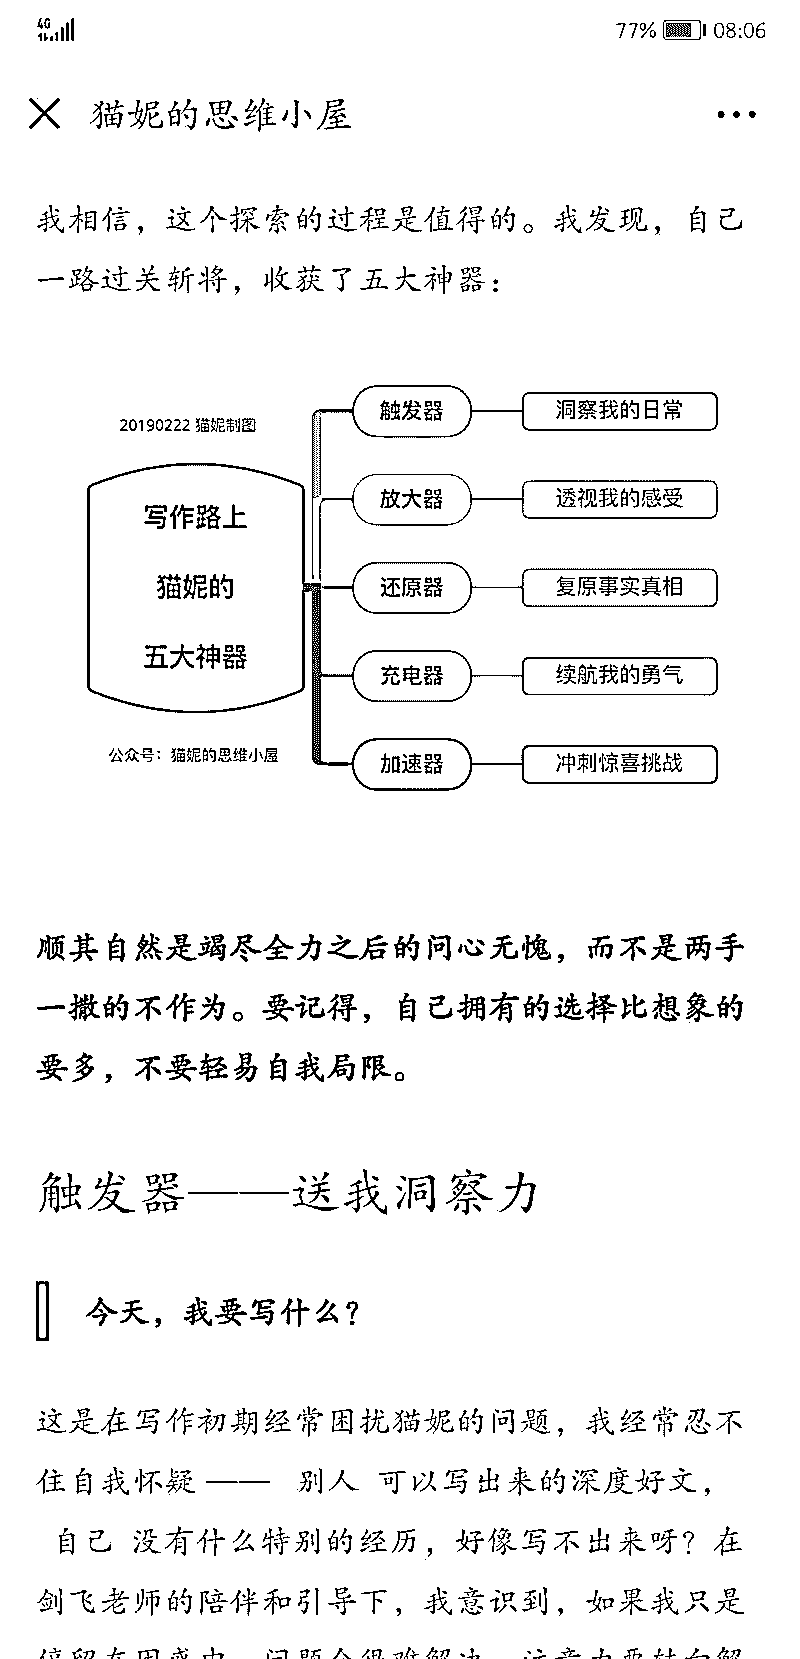 4G
77% 08:06
猫妮的思维小屋
我相信，这个探索的过程是值得的。我发现，自己
一路过关斩将，收获了五大神器：
20190222 猫妮制图
写作路上
猫妮的
五大神器
公众号：猫妮的思维小屋
触发器 洞察我的日常
放大器 透视我的感受
还原器 复原事实真相
充电器 续航我的勇气
加速器 冲刺惊喜挑战
顺其自然是竭尽全力之后的问心无愧，而不是两手
一撒的不作为。要记得，自己拥有的选择比想象的
要多，不要轻易自我局限。
触发器——送我洞察力
今天，我要写什么？
这是在写作初期经常困扰猫妮的问题，我经常忍不
住自我怀疑 —— 别人 可以写出来的深度好文，
自己 没有什么特别的经历，好像写不出来呀？在
剑飞老师的陪伴和引导下，我意识到，如果我只是